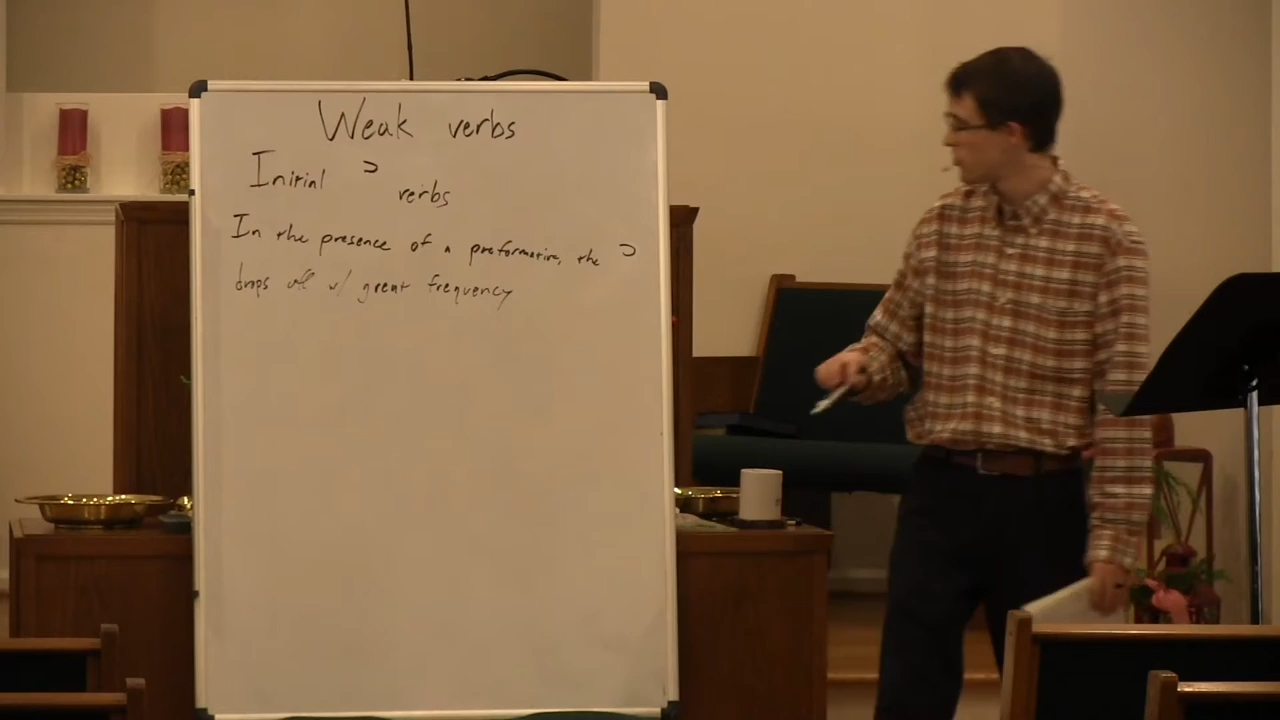 Weak verbs
Initial נ verbs
In the presence of a preformative, the נ
drops off w/ great frequency